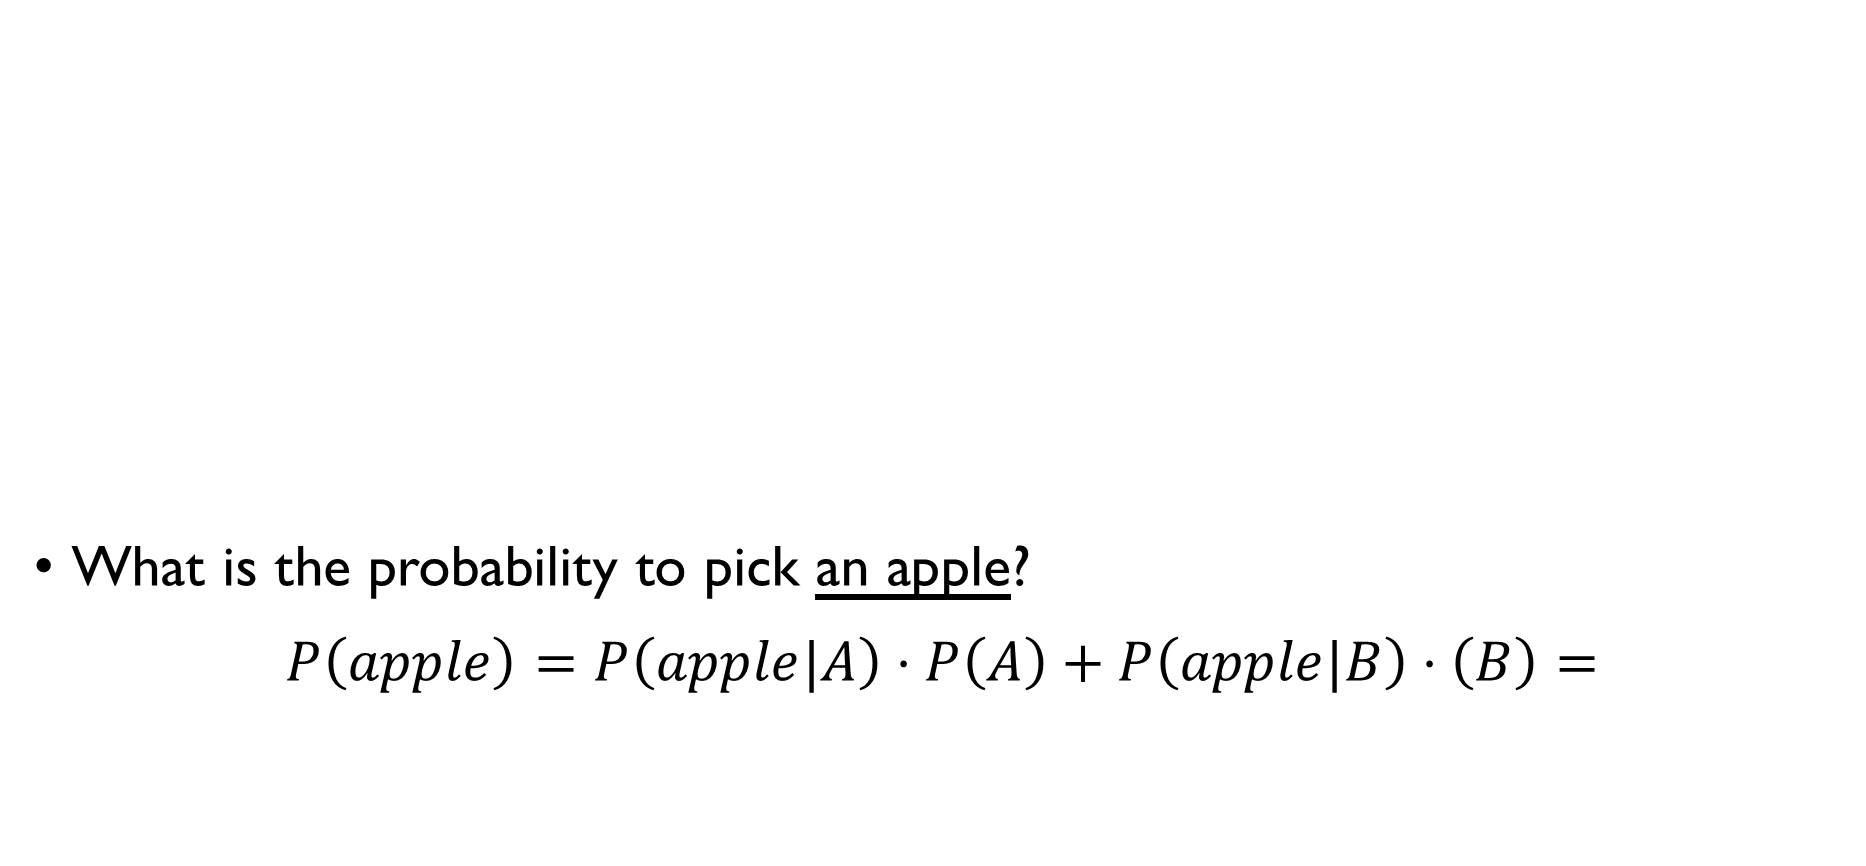 • What is the probability to pick an apple?
P(apple) = P(apple|A) · P(A) + P(apple|B) · (B) =